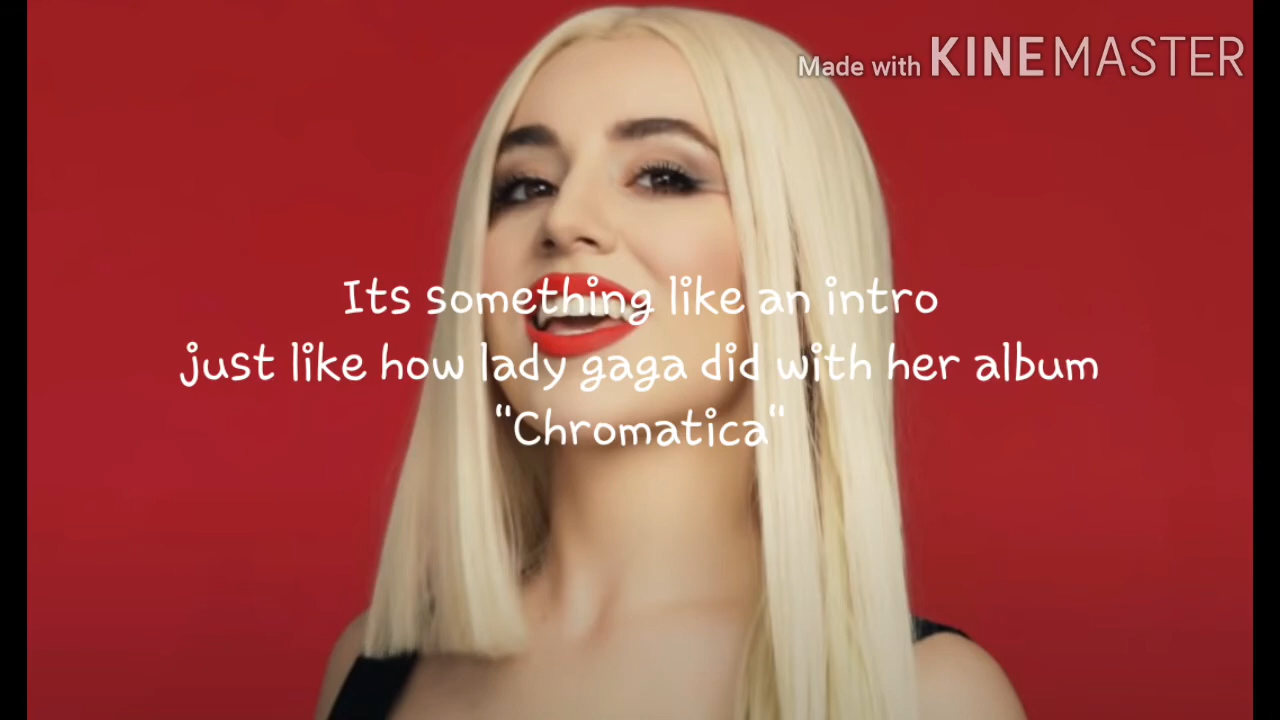 Made with KINEMASTER
Its something like an intro
just like how lady gaga did with her album
"Chromatica"